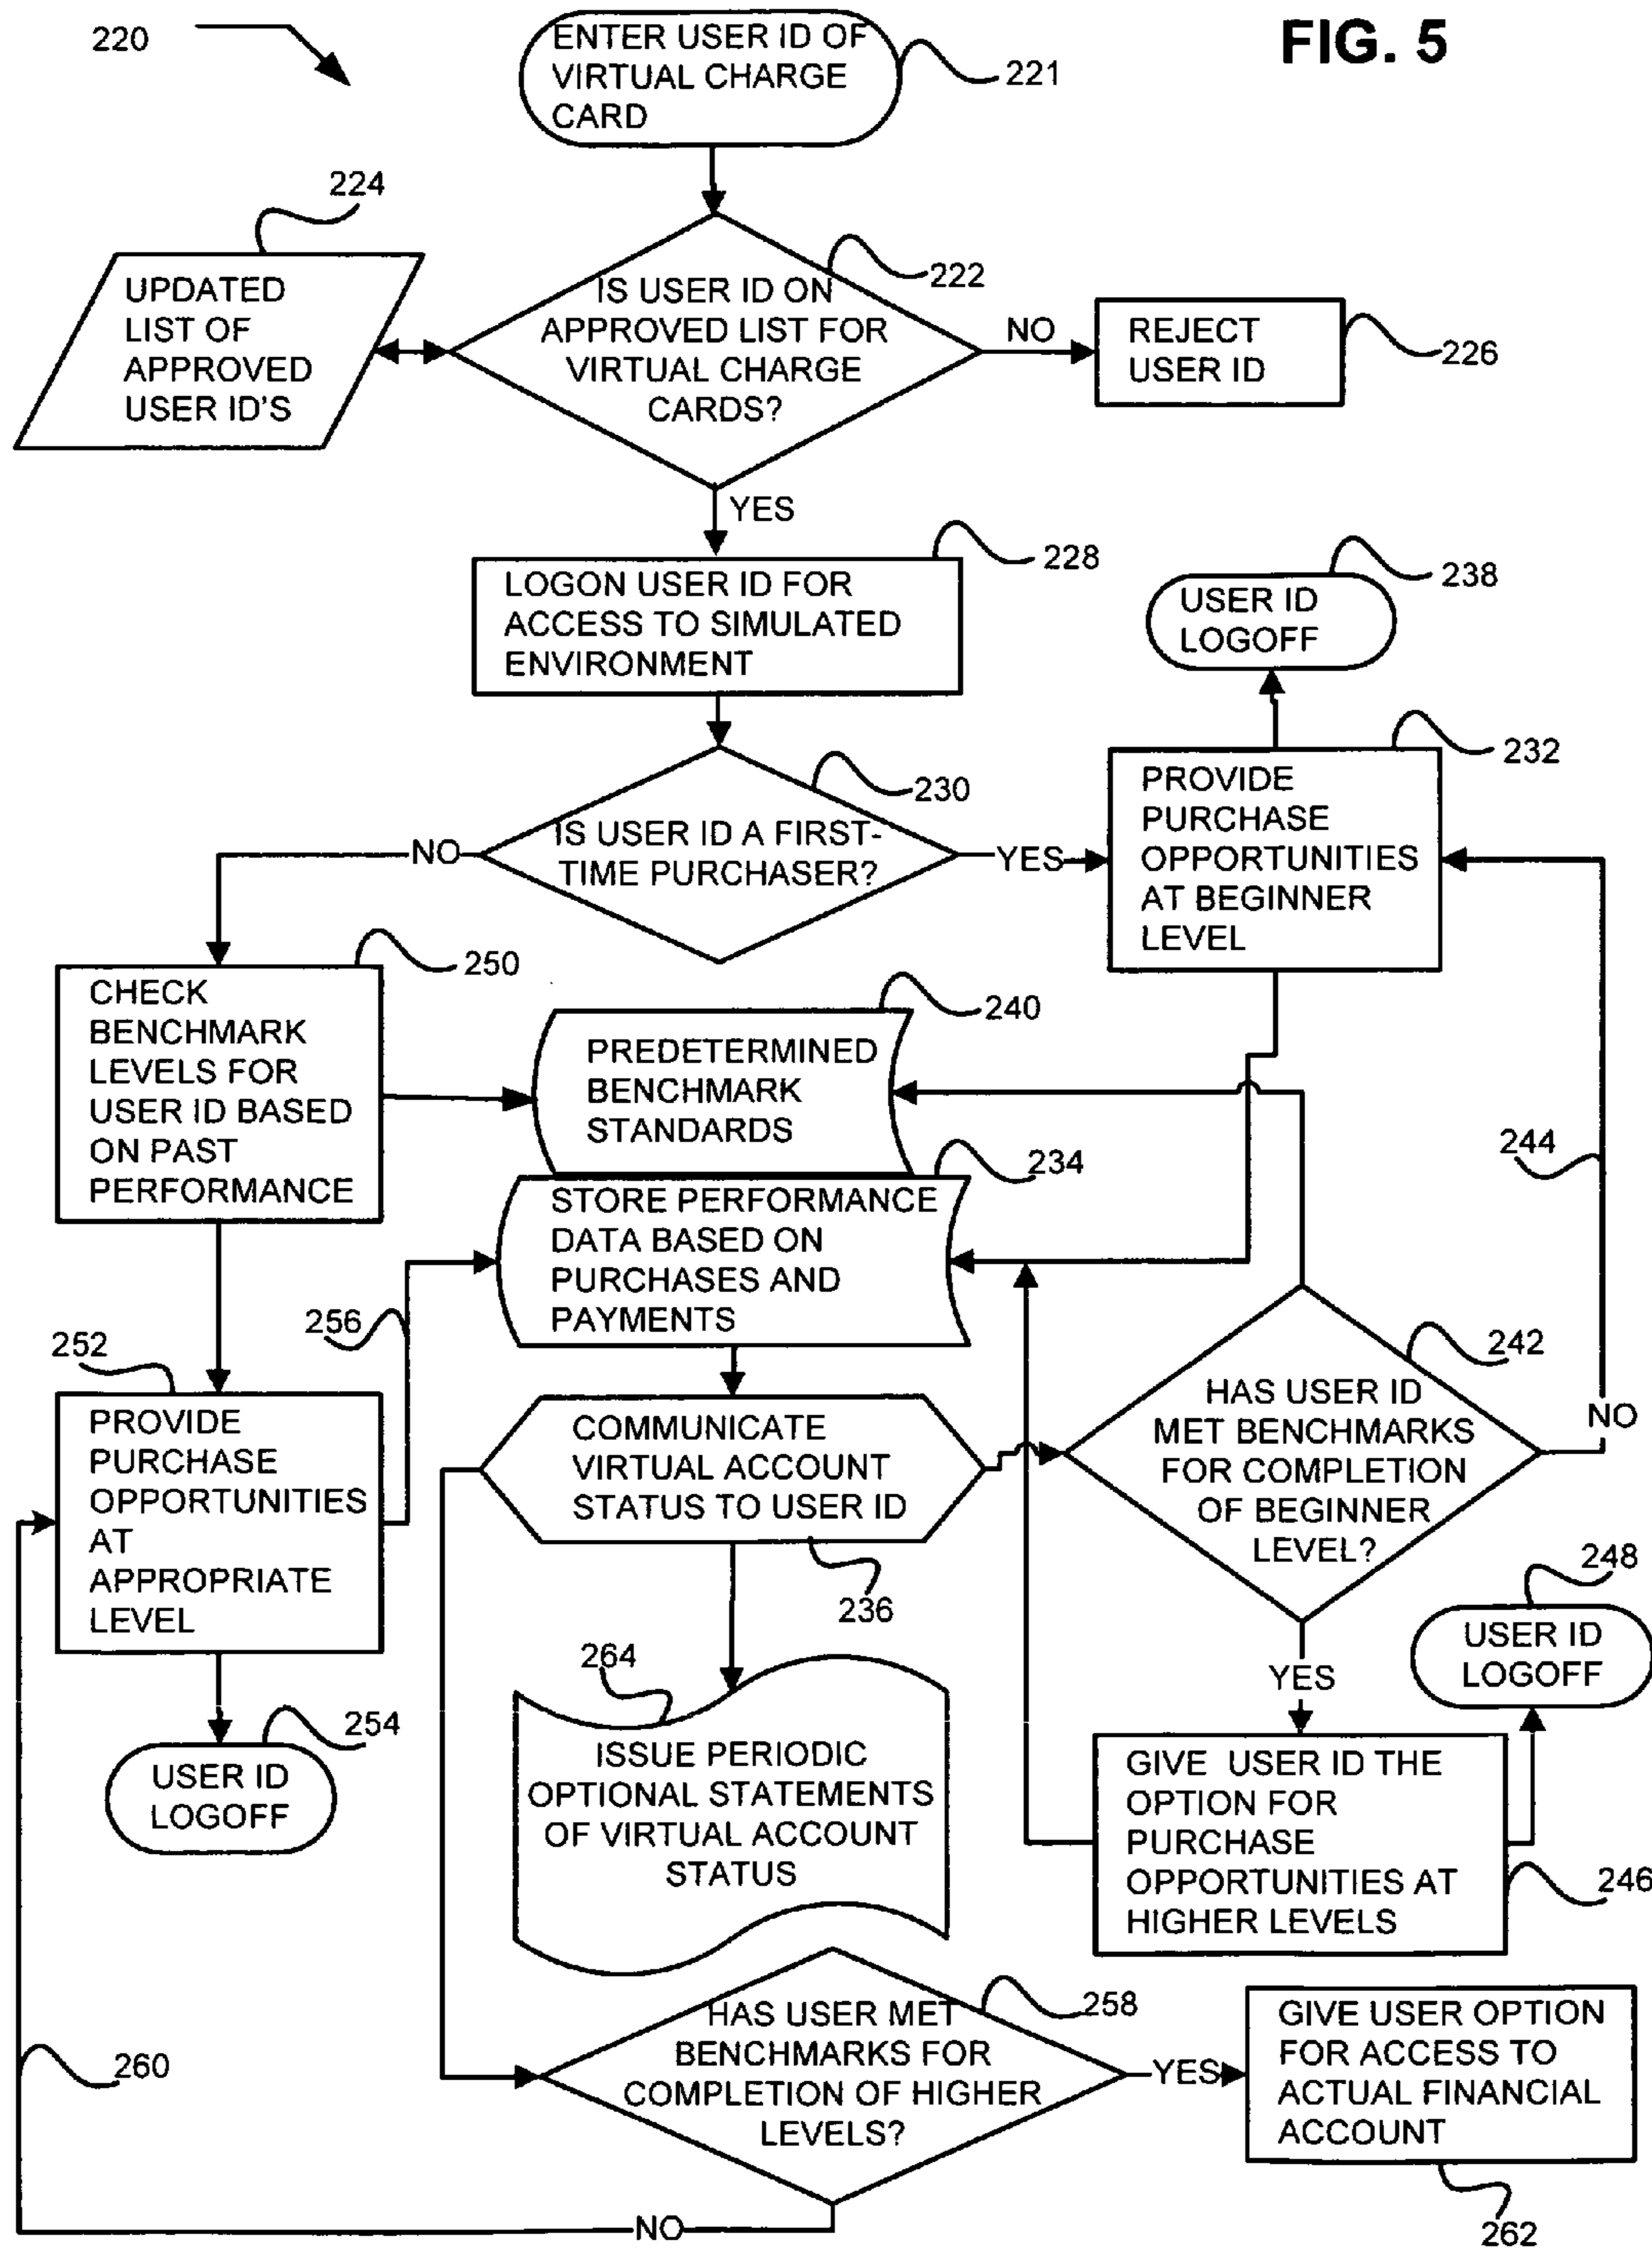 FIG. 5
220
ENTER USER ID OF
VIRTUAL CHARGE
CARD
221
224
UPDATED
LIST OF
APPROVED
USER ID'S
222
IS USER ID ON
APPROVED LIST FOR
VIRTUAL CHARGE
CARDS?
NO
REJECT
USER ID
226
YES
228
LOGON USER ID FOR
ACCESS TO SIMULATED
ENVIRONMENT
238
USER ID
LOGOFF
230
IS USER ID A FIRST-
TIME PURCHASER?
NO
YES
232
PROVIDE
PURCHASE
OPPORTUNITIES
AT BEGINNER
LEVEL
250
CHECK
BENCHMARK
LEVELS FOR
USER ID BASED
ON PAST
PERFORMANCE
240
PREDETERMINED
BENCHMARK
STANDARDS
234
STORE PERFORMANCE
DATA BASED ON
PURCHASES AND
PAYMENTS
244
256
252
PROVIDE
PURCHASE
OPPORTUNITIES
AT
APPROPRIATE
LEVEL
COMMUNICATE
VIRTUAL ACCOUNT
STATUS TO USER ID
236
242
HAS USER ID
MET BENCHMARKS
FOR COMPLETION
OF BEGINNER
LEVEL?
NO
YES
248
USER ID
LOGOFF
254
USER ID
LOGOFF
264
ISSUE PERIODIC
OPTIONAL STATEMENTS
OF VIRTUAL ACCOUNT
STATUS
GIVE USER ID THE
OPTION FOR
PURCHASE
OPPORTUNITIES AT
HIGHER LEVELS
246
258
HAS USER MET
BENCHMARKS FOR
COMPLETION OF HIGHER
LEVELS?
YES
GIVE USER OPTION
FOR ACCESS TO
ACTUAL FINANCIAL
ACCOUNT
262
260
NO